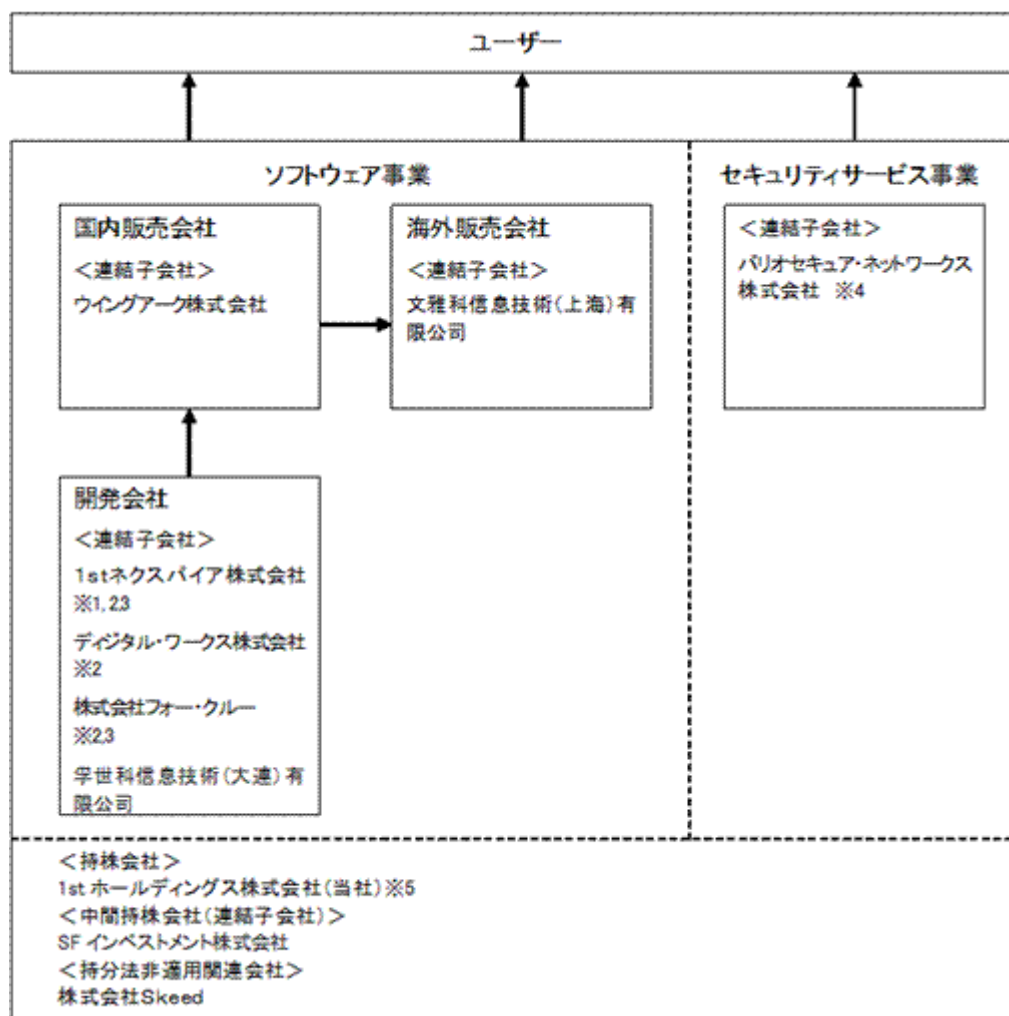 ユーザー
ソフトウェア事業
国内販売会社
＜連結子会社＞
ウイングアーク株式会社
海外販売会社
＜連結子会社＞
文雅科信息技術(上海)有
限公司
開発会社
＜連結子会社＞
1stネクスパイア株式会社
※1,2,3
ディジタル・ワークス株式会社
※2
株式会社フォー・クルー
※2,3
孚世科信息技術(大連)有
限公司
セキュリティサービス事業
＜連結子会社＞
バリオセキュア・ネットワークス
株式会社 ※4
＜持株会社＞
1st ホールディングス株式会社(当社)※5
＜中間持株会社(連結子会社)＞
SF インベストメント株式会社
＜持分法非適用関連会社＞
株式会社Skeed